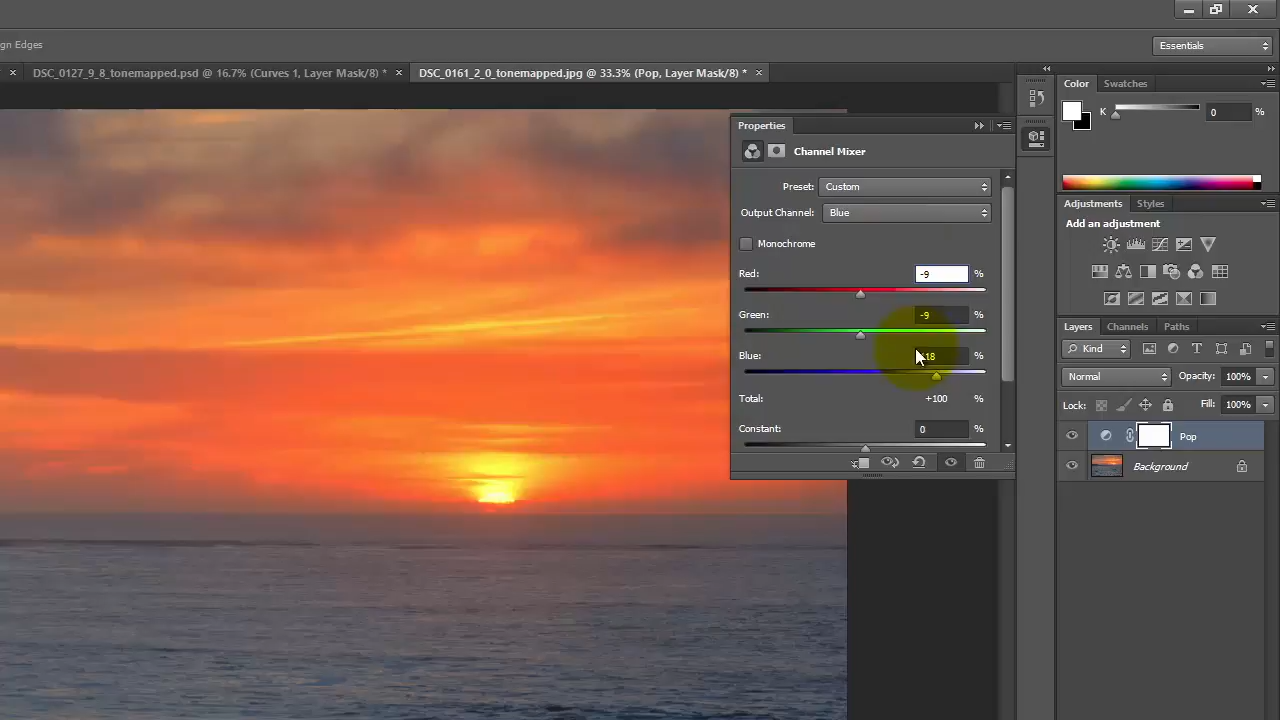 gn Edges
Essentials
DSC_0127_9_8_tonemapped.psd @ 16.7% (Curves 1, Layer Mask/8) *
DSC_0161_2_0_tonemapped.jpg @ 33.3% (Pop, Layer Mask/8) *
Color
Swatches
K
0
%
Properties
Channel Mixer
Preset:
Custom
Output Channel:
Blue
Monochrome
Red:
-9
%
Green:
-9
%
Blue:
%
Total:
+100
%
Constant:
0
%
Adjustments
Styles
Add an adjustment
Layers
Channels
Paths
Kind
Normal
Opacity:
100%
Lock:
Fill:
100%
Pop
Background